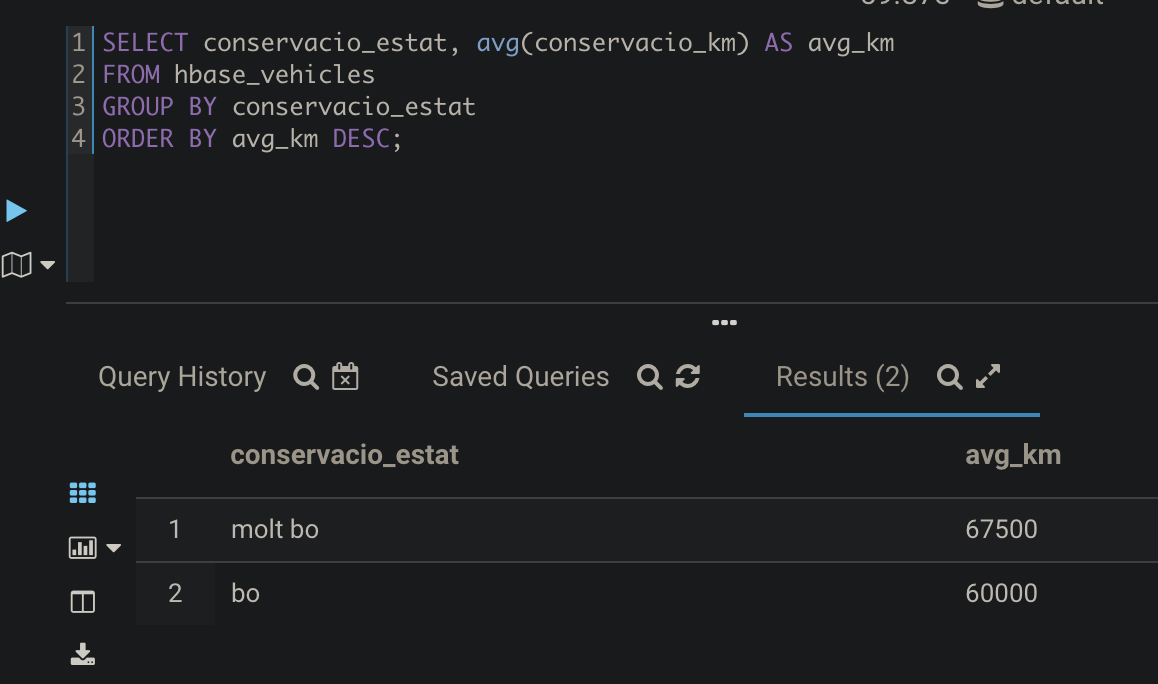 default
1 SELECT conservacio_estat, avg(conservacio_km) AS avg_km
2 FROM hbase_vehicles
3 GROUP BY conservacio_estat
4 ORDER BY avg_km DESC;
Query History Saved Queries Results (2)
conservacio_estat avg_km
1 molt bo 67500
2 bo 60000